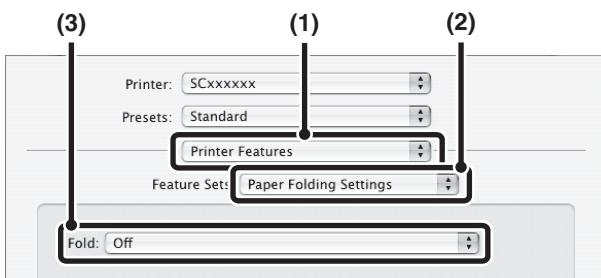 (3) (1) (2)
Printer: SCxxxxxx
Presets: Standard
Printer Features
Feature Sets Paper Folding Settings
Fold: Off